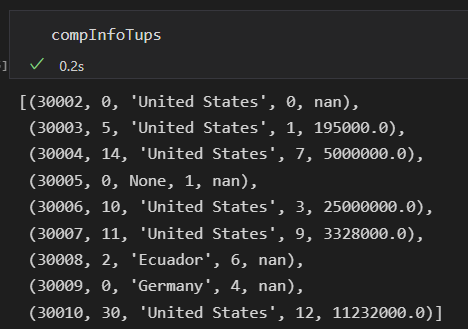 compInfoTups
0.2s
[(30002, 0, 'United States', 0, nan),
(30003, 5, 'United States', 1, 195000.0),
(30004, 14, 'United States', 7, 5000000.0),
(30005, 0, None, 1, nan),
(30006, 10, 'United States', 3, 25000000.0),
(30007, 11, 'United States', 9, 3328000.0),
(30008, 2, 'Ecuador', 6, nan),
(30009, 0, 'Germany', 4, nan),
(30010, 30, 'United States', 12, 11232000.0)]